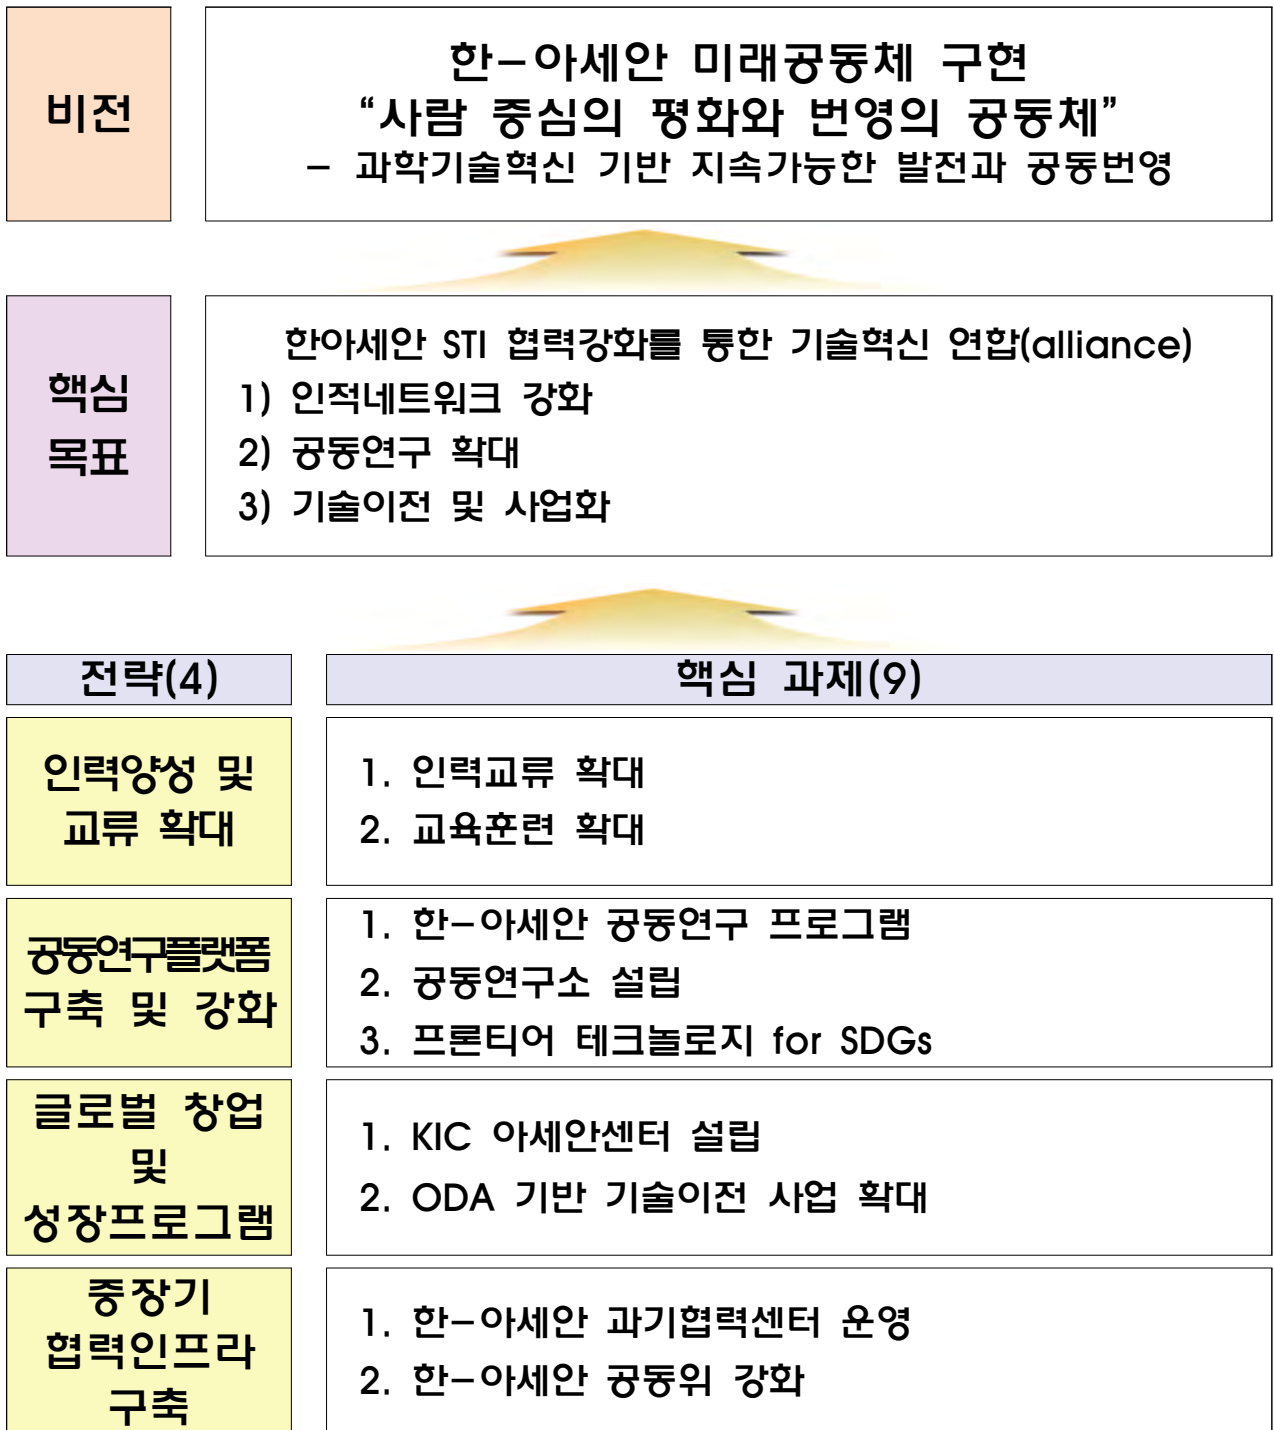 비전
한-아세안 미래공동체 구현
“사람 중심의 평화와 번영의 공동체”
- 과학기술혁신 기반 지속가능한 발전과 공동번영
핵심
목표
한아세안 STI 협력강화를 통한 기술혁신 연합(alliance)
1) 인적네트워크 강화
2) 공동연구 확대
3) 기술이전 및 사업화
전략(4)
핵심 과제(9)
인력양성 및
교류 확대
1. 인력교류 확대
2. 교육훈련 확대
공동연구플랫폼
구축 및 강화
1. 한-아세안 공동연구 프로그램
2. 공동연구소 설립
3. 프론티어 테크놀로지 for SDGs
글로벌 창업
및
성장프로그램
1. KIC 아세안센터 설립
2. ODA 기반 기술이전 사업 확대
중장기
협력인프라
구축
1. 한-아세안 과기협력센터 운영
2. 한-아세안 공동위 강화